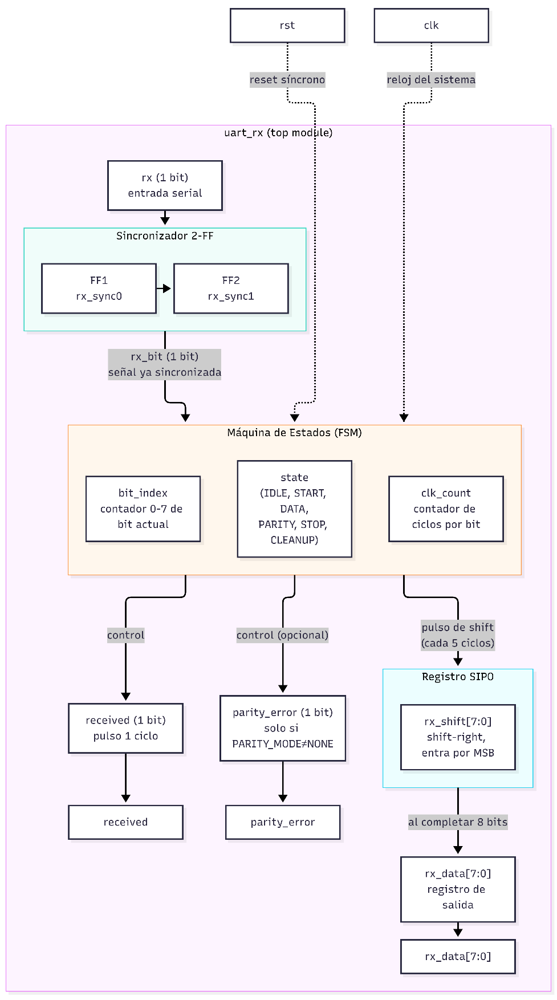 rst
clk
reset síncrono
reloj del sistema
uart_rx (top module)
rx (1 bit)
entrada serial
Sincronizador 2-FF
FF1
rx_sync0
FF2
rx_sync1
rx_bit (1 bit)
señal ya sincronizada
Máquina de Estados (FSM)
bit_index
contador 0-7 de
bit actual
state
(IDLE, START,
DATA,
PARITY, STOP,
CLEANUP)
clk_count
contador de
ciclos por bit
control
control (opcional)
pulso de shift
(cada 5 ciclos)
Registro SIPO
received (1 bit)
pulso 1 ciclo
parity_error (1 bit)
solo si
PARITY_MODE≠NONE
rx_shift[7:0]
shift-right,
entra por MSB
received
parity_error
al completar 8 bits
rx_data[7:0]
registro de
salida
rx_data[7:0]